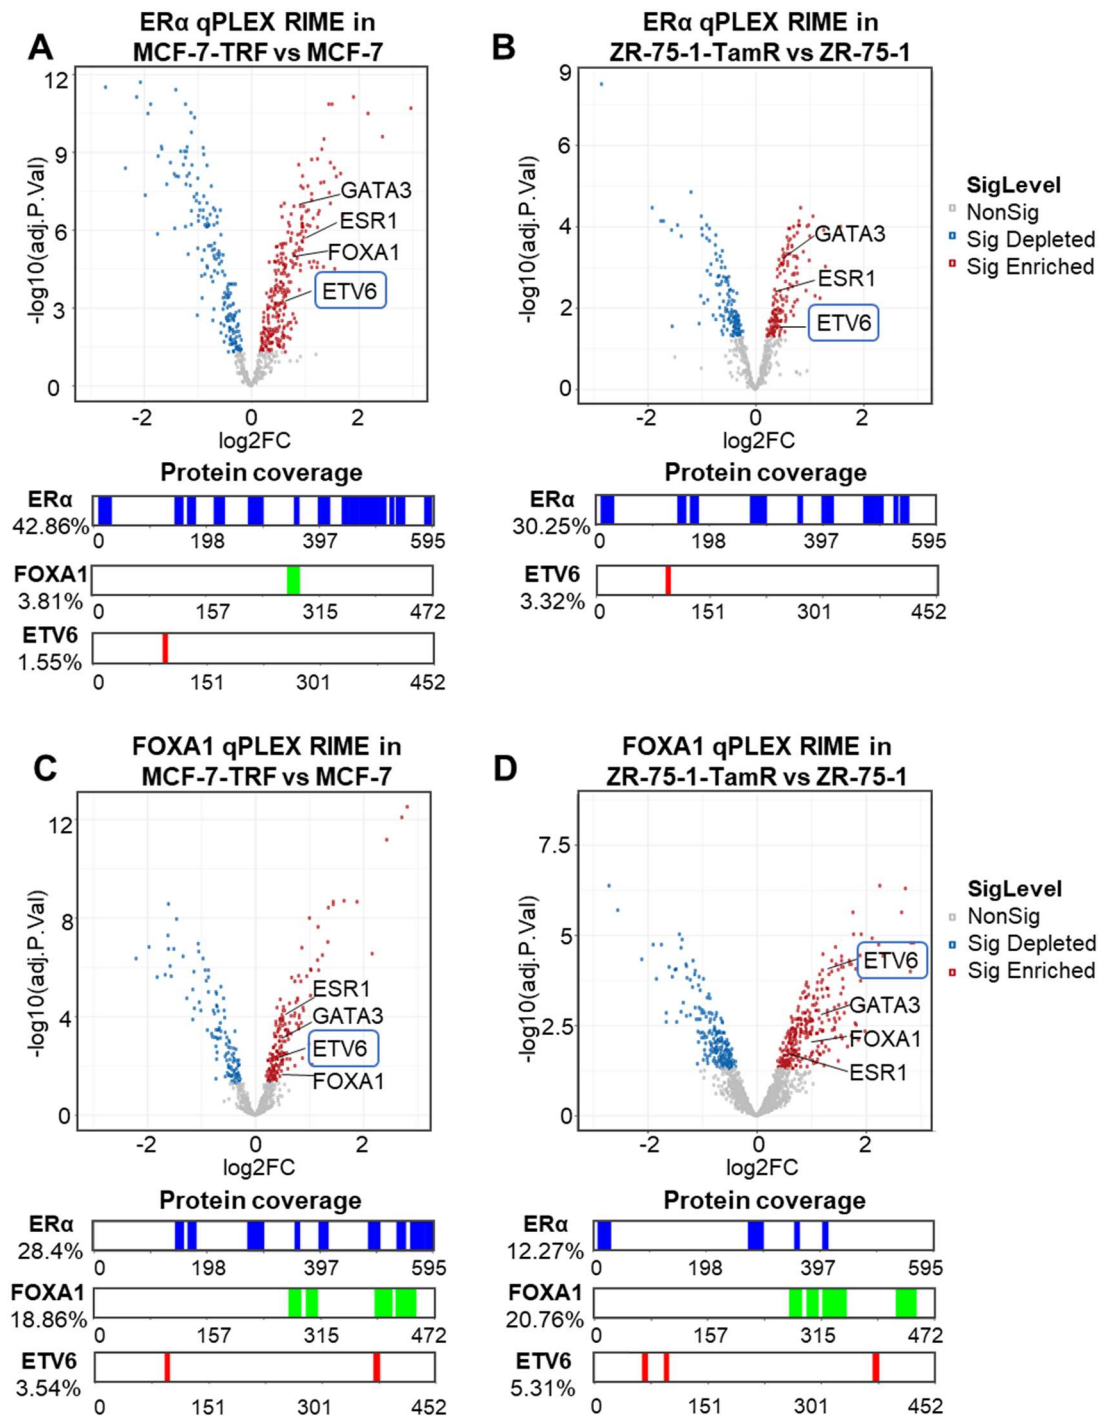 A
ERα qPLEX RIME in
MCF-7-TRF vs MCF-7
12
9
6
3
0
-log10(adj.P.Val)
GATA3
ESR1
FOXA1
ETV6
-2 0 2
log2FC
Protein coverage
ERα
42.86%
0 198 397 595
FOXA1
3.81%
0 157 315 472
ETV6
1.55%
0 151 301 452
B
ERα qPLEX RIME in
ZR-75-1-TamR vs ZR-75-1
9
6
4
2
0
-log10(adj.P.Val)
GATA3
ESR1
ETV6
-2 0 2
log2FC
SigLevel
NonSig
Sig Depleted
Sig Enriched
Protein coverage
ERα
30.25%
0 198 397 595
ETV6
3.32%
0 151 301 452
C
FOXA1 qPLEX RIME in
MCF-7-TRF vs MCF-7
12
8
4
0
-log10(adj.P.Val)
ESR1
GATA3
ETV6
FOXA1
-2 0 2
log2FC
Protein coverage
ERα
28.4%
0 198 397 595
FOXA1
18.86%
0 157 315 472
ETV6
3.54%
0 151 301 452
D
FOXA1 qPLEX RIME in
ZR-75-1-TamR vs ZR-75-1
7.5
5
2.5
0
-log10(adj.P.Val)
ETV6
GATA3
FOXA1
ESR1
-2 0 2
log2FC
SigLevel
NonSig
Sig Depleted
Sig Enriched
Protein coverage
ERα
12.27%
0 198 397 595
FOXA1
20.76%
0 157 315 472
ETV6
5.31%
0 151 301 452